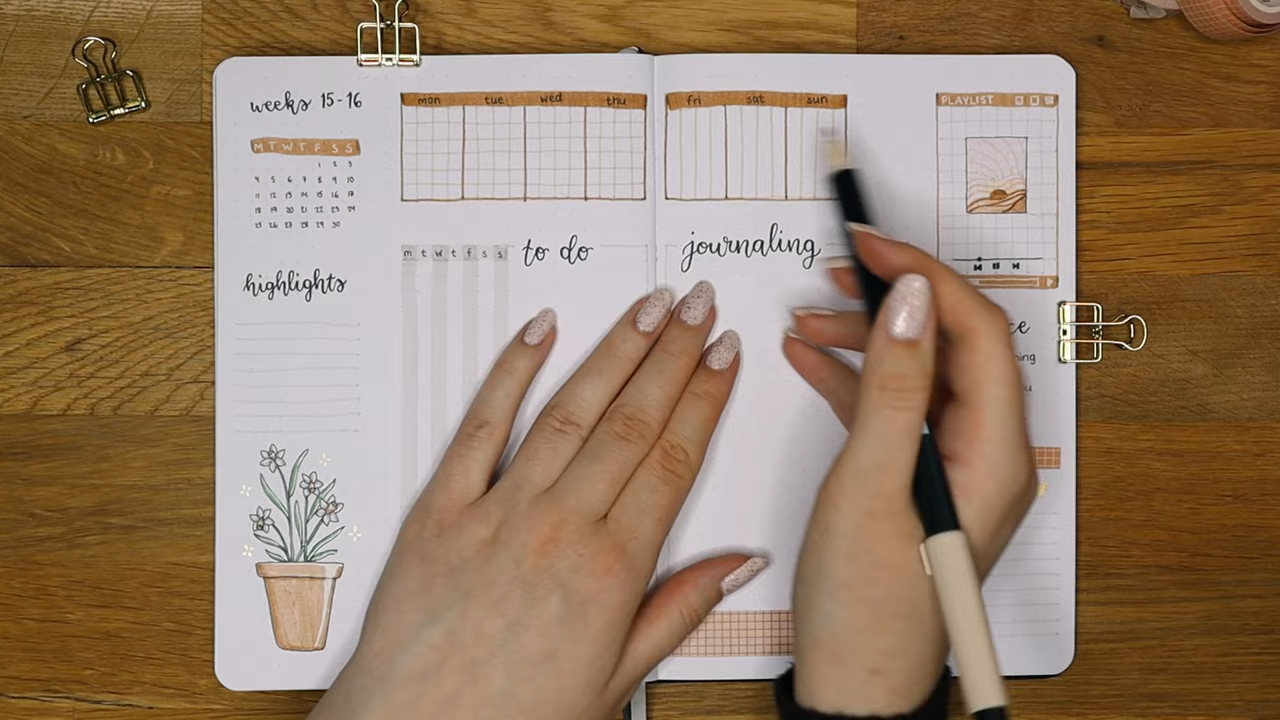 weeks 15-16
M T W T F S S
1 2 3
4 5 6 7 8 9 10
11 12 13 14 15 16 17
18 19 20 21 22 23 24
25 26 27 28 29 30
highlights
mon tue wed thu
m t w t f s s
to do
fri sat sun
journaling
PLAYLIST